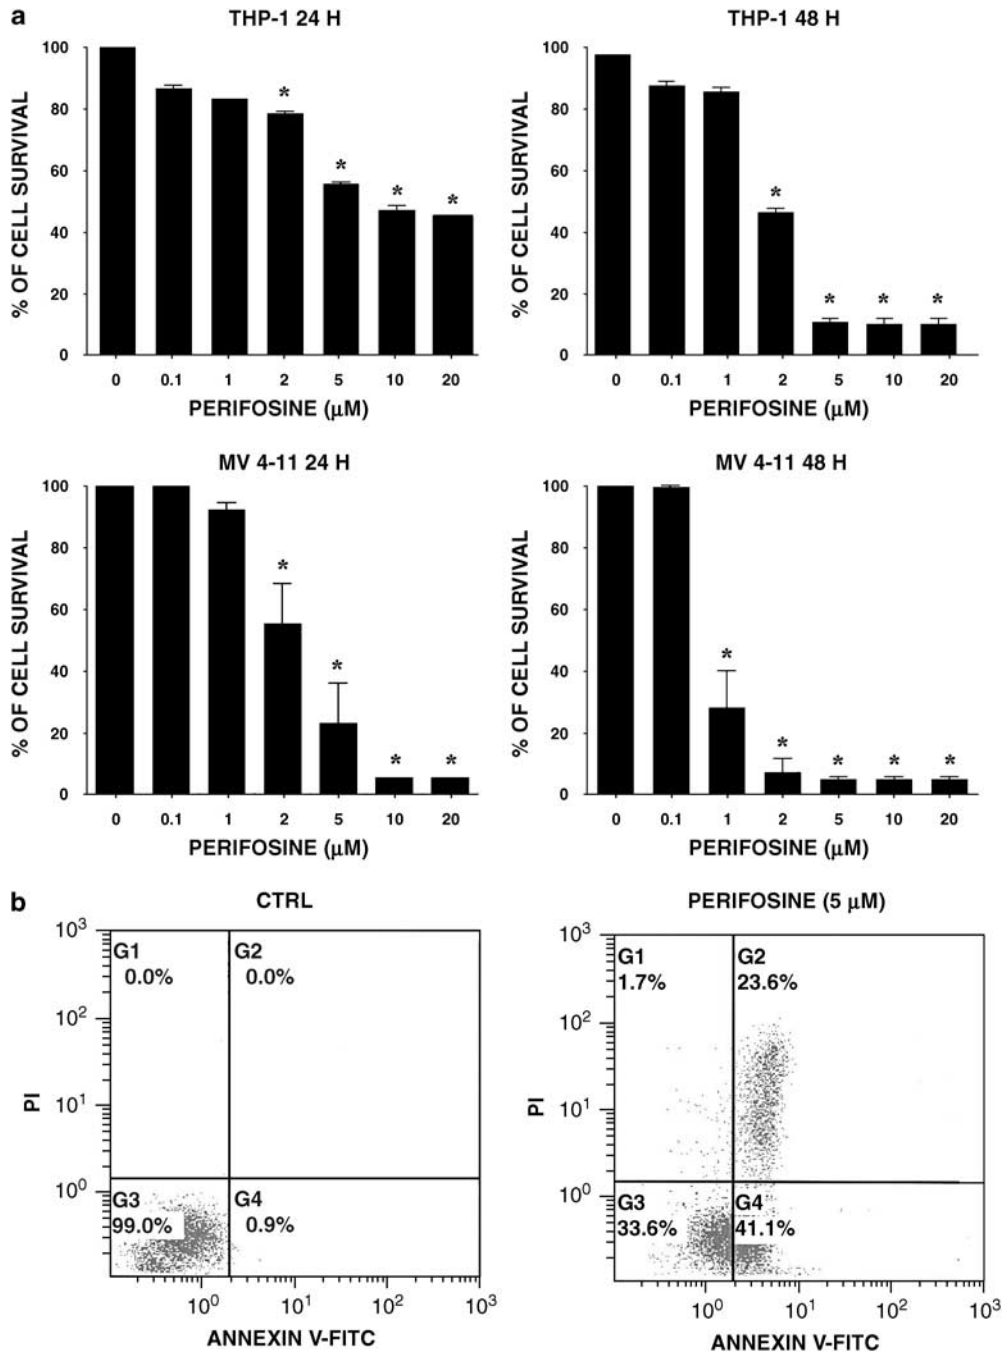 a
THP-1 24 H
THP-1 48 H
% OF CELL SURVIVAL
100
80
60
40
20
0
* * * *
0 0.1 1 2 5 10 20
PERIFOSINE (µM)
% OF CELL SURVIVAL
100
80
60
40
20
0
* * * *
0 0.1 1 2 5 10 20
PERIFOSINE (µM)
MV 4-11 24 H
MV 4-11 48 H
% OF CELL SURVIVAL
100
80
60
40
20
0
* * * *
0 0.1 1 2 5 10 20
PERIFOSINE (µM)
% OF CELL SURVIVAL
100
80
60
40
20
0
* * * * *
0 0.1 1 2 5 10 20
PERIFOSINE (µM)
b
CTRL
PERIFOSINE (5 µM)
PI
10³
10²
10¹
10⁰
G1
0.0%
G2
0.0%
G3
99.0%
G4
0.9%
10⁰ 10¹ 10² 10³
ANNEXIN V-FITC
PI
10³
10²
10¹
10⁰
G1
1.7%
G2
23.6%
G3
33.6%
G4
41.1%
10⁰ 10¹ 10² 10³
ANNEXIN V-FITC